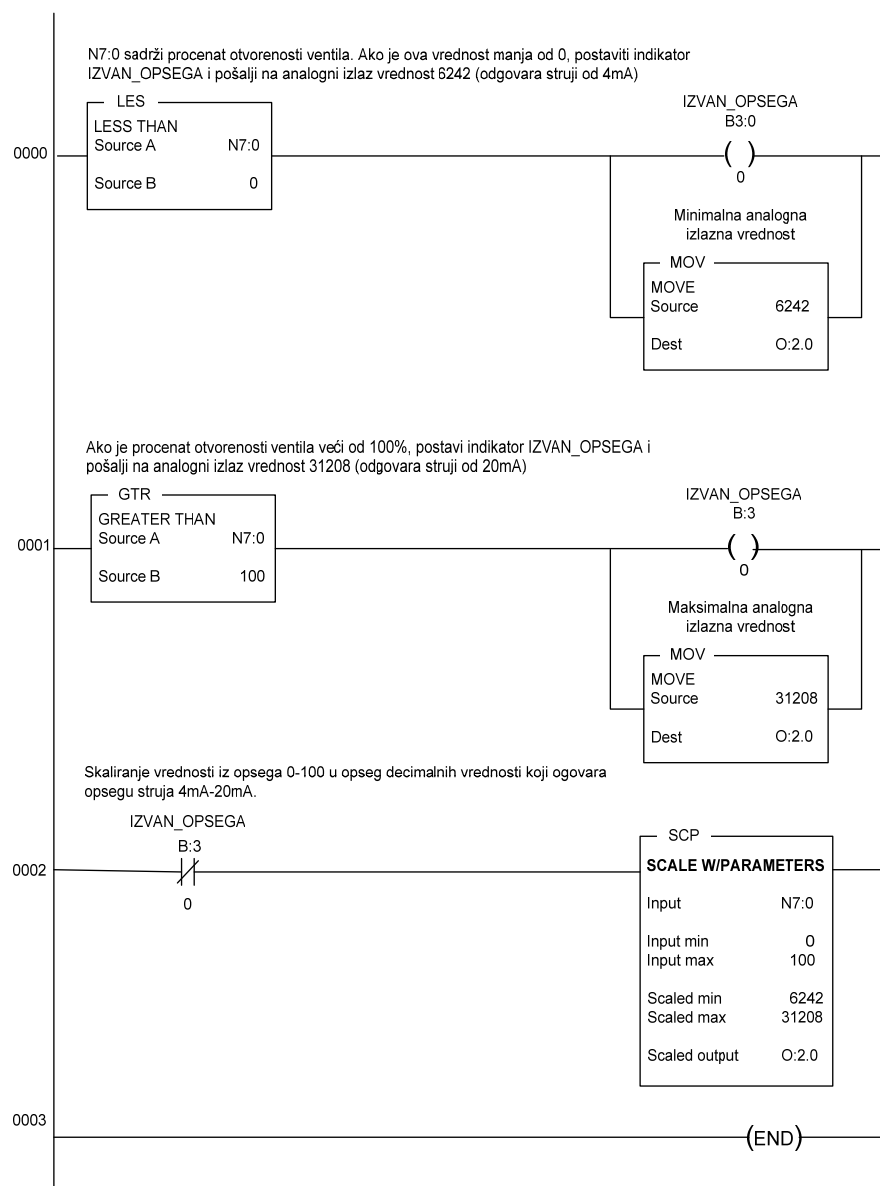 N7:0 sadrži procenat otvorenosti ventila. Ako je ova vrednost manja od 0, postaviti indikator
IZVAN_OPSEGA i pošalji na analogni izlaz vrednost 6242 (odgovara struji od 4mA)
LES
LESS THAN
Source A N7:0
Source B 0
0000
IZVAN_OPSEGA
B3:0
( )
0
Minimalna analogna
izlazna vrednost
MOV
MOVE
Source 6242
Dest O:2.0
Ako je procenat otvorenosti ventila veći od 100%, postavi indikator IZVAN_OPSEGA i
pošalji na analogni izlaz vrednost 31208 (odgovara struji od 20mA)
GTR
GREATER THAN
Source A N7:0
Source B 100
0001
IZVAN_OPSEGA
B:3
( )
0
Maksimalna analogna
izlazna vrednost
MOV
MOVE
Source 31208
Dest O:2.0
Skaliranje vrednosti iz opsega 0-100 u opseg decimalnih vrednosti koji ogovara
opsegu struja 4mA-20mA.
IZVAN_OPSEGA
B:3
0
0002
SCP
SCALE W/PARAMETERS
Input N7:0
Input min 0
Input max 100
Scaled min 6242
Scaled max 31208
Scaled output O:2.0
0003
(END)